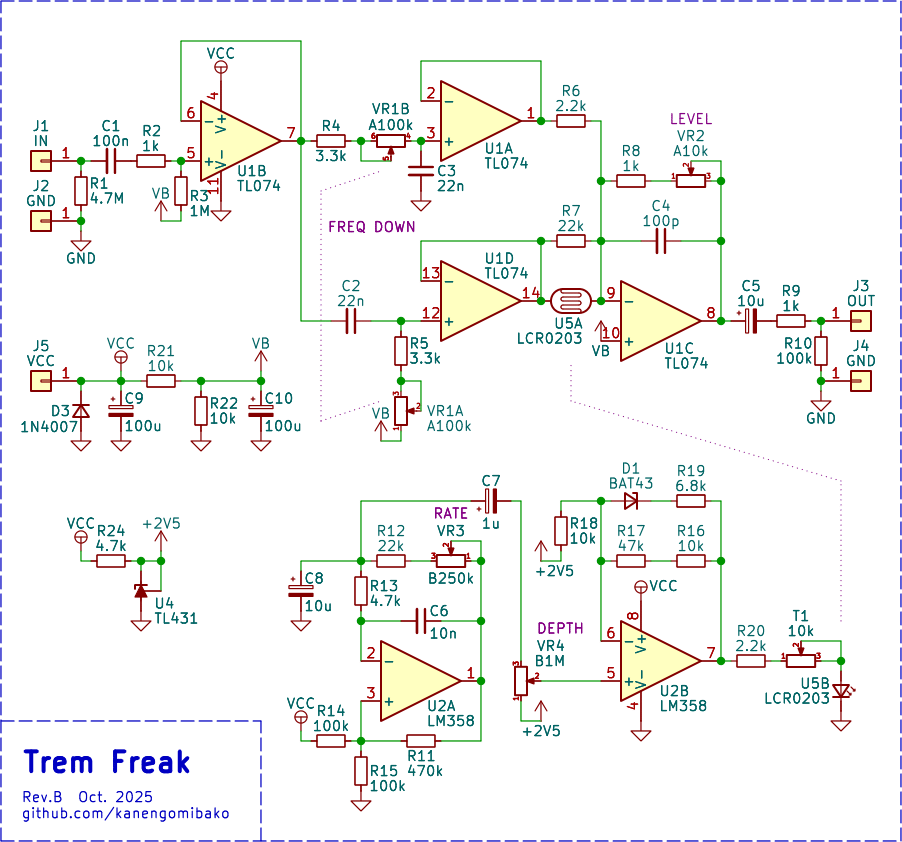 VCC
J1
IN
C1
100n
R2
1k
6
4
V+
V-
7
5
11
U1B
TL074
1
J2
GND
1
R1
4.7M
VB
R3
1M
GND
R4
3.3k
VR1B
A100k
6
4
5
2
3
1
U1A
TL074
C3
22n
R6
2.2k
LEVEL
VR2
A10k
R8
1k
1
2
3
C4
100p
R7
22k
FREQ DOWN
U1D
TL074
13
14
12
C2
22n
R5
3.3k
VB
3
2
1
VR1A
A100k
U5A
LCR0203
9
10
8
VB
U1C
TL074
C5
10u
R9
1k
J3
OUT
1
R10
100k
J4
GND
1
GND
J5
VCC
1
VCC
R21
10k
VB
D3
1N4007
C9
100u
R22
10k
C10
100u
VCC
R24
4.7k
+2V5
U4
TL431
C7
1u
RATE
VR3
B250k
3
2
1
R12
22k
C8
10u
R13
4.7k
C6
10n
2
3
1
U2A
LM358
VCC
R14
100k
R11
470k
R15
100k
DEPTH
VR4
B1M
3
2
1
+2V5
D1
BAT43
R19
6.8k
R18
10k
+2V5
R17
47k
R16
10k
VCC
8
V+
V-
6
5
7
4
U2B
LM358
R20
2.2k
T1
10k
1
2
3
U5B
LCR0203
Trem Freak
Rev.B Oct. 2025
github.com/kanengomibako